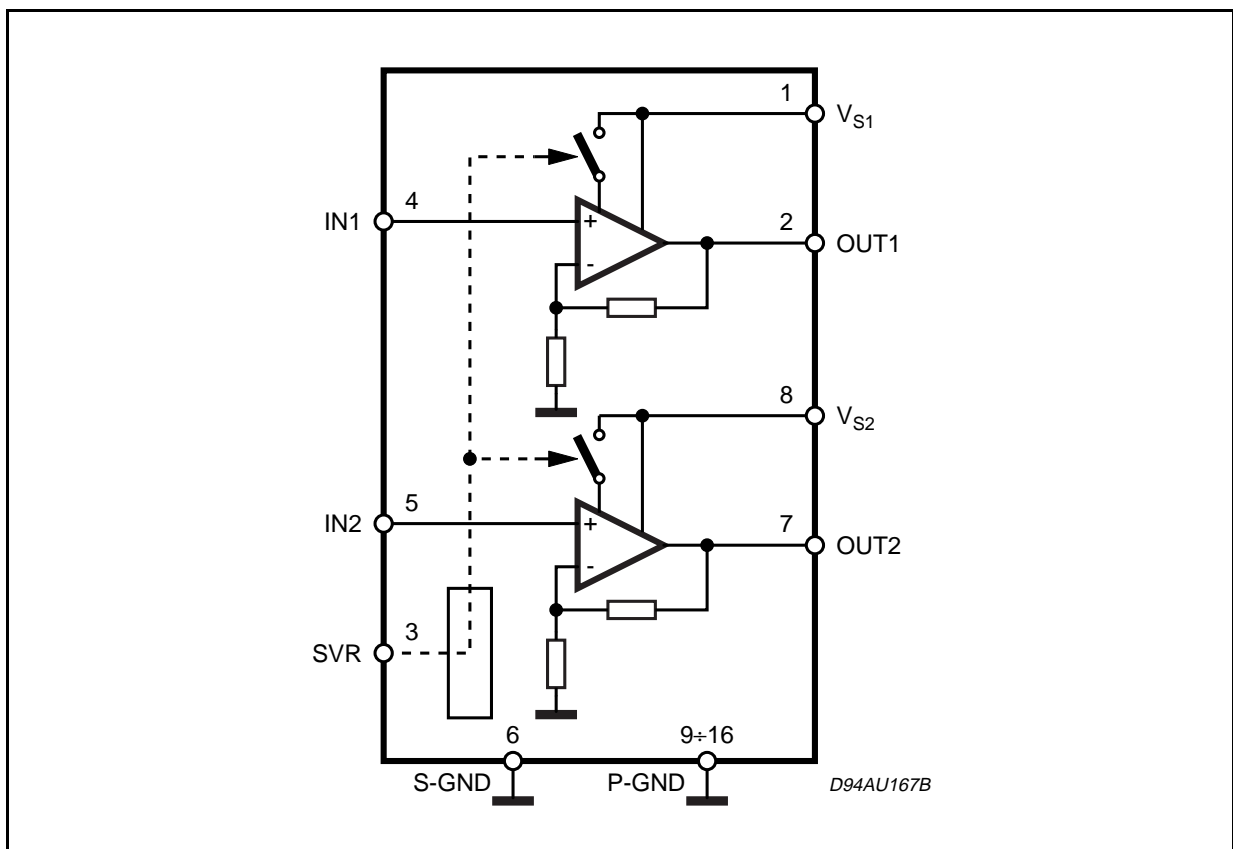 1
V_S1
4
IN1
+
2
OUT1
-
8
V_S2
5
IN2
+
7
OUT2
-
3
SVR
6
9÷16
S-GND
P-GND
D94AU167B